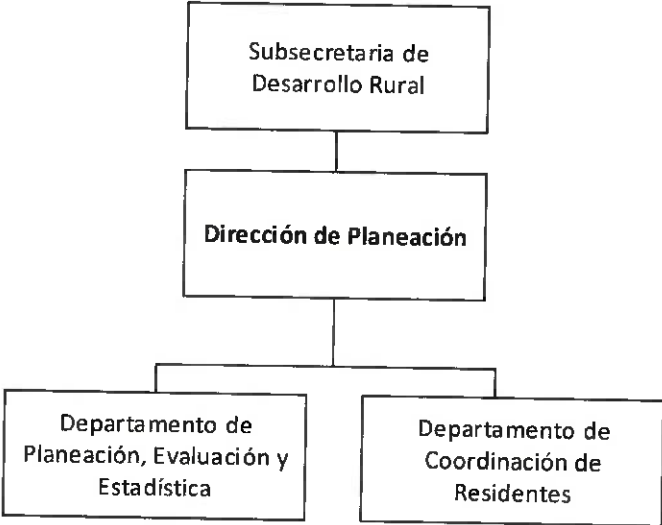 Subsecretaria de
Desarrollo Rural
Dirección de Planeación
Departamento de
Planeación, Evaluación y
Estadística
Departamento de
Coordinación de
Residentes